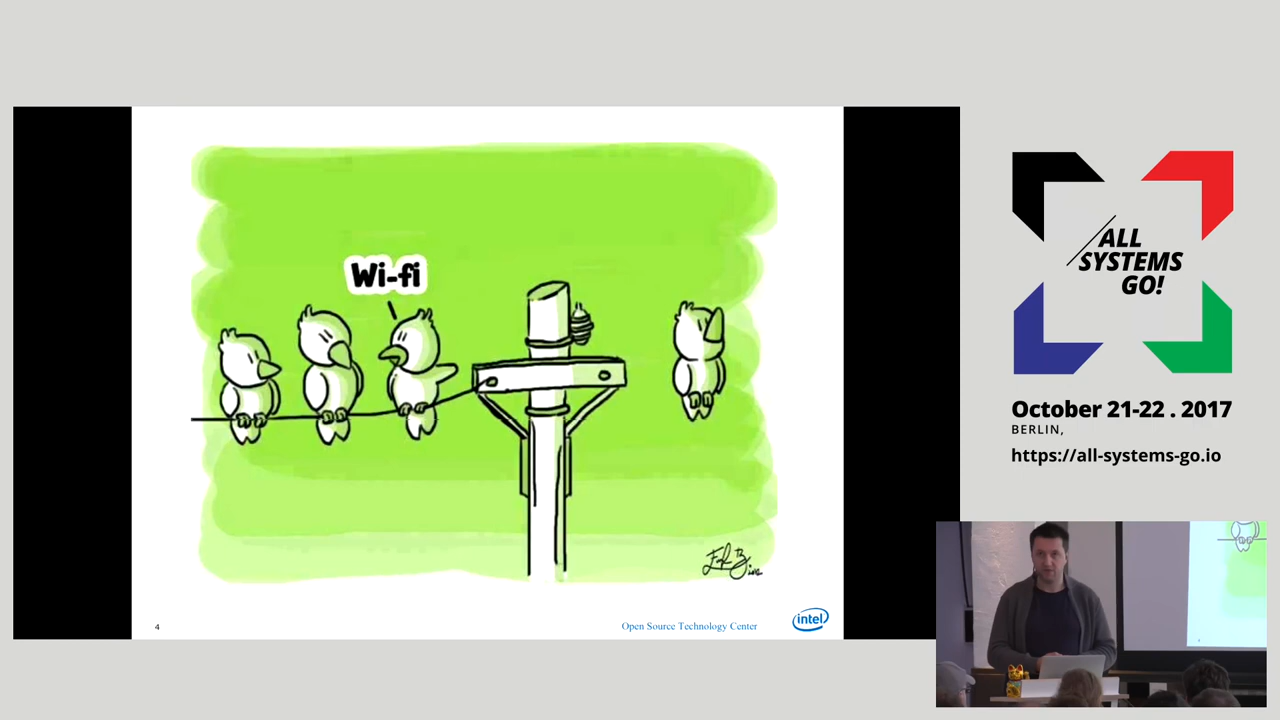 Wi-fi
4
Open Source Technology Center
intel
ALL
SYSTEMS
GO!
October 21-22 . 2017
BERLIN,
https://all-systems-go.io